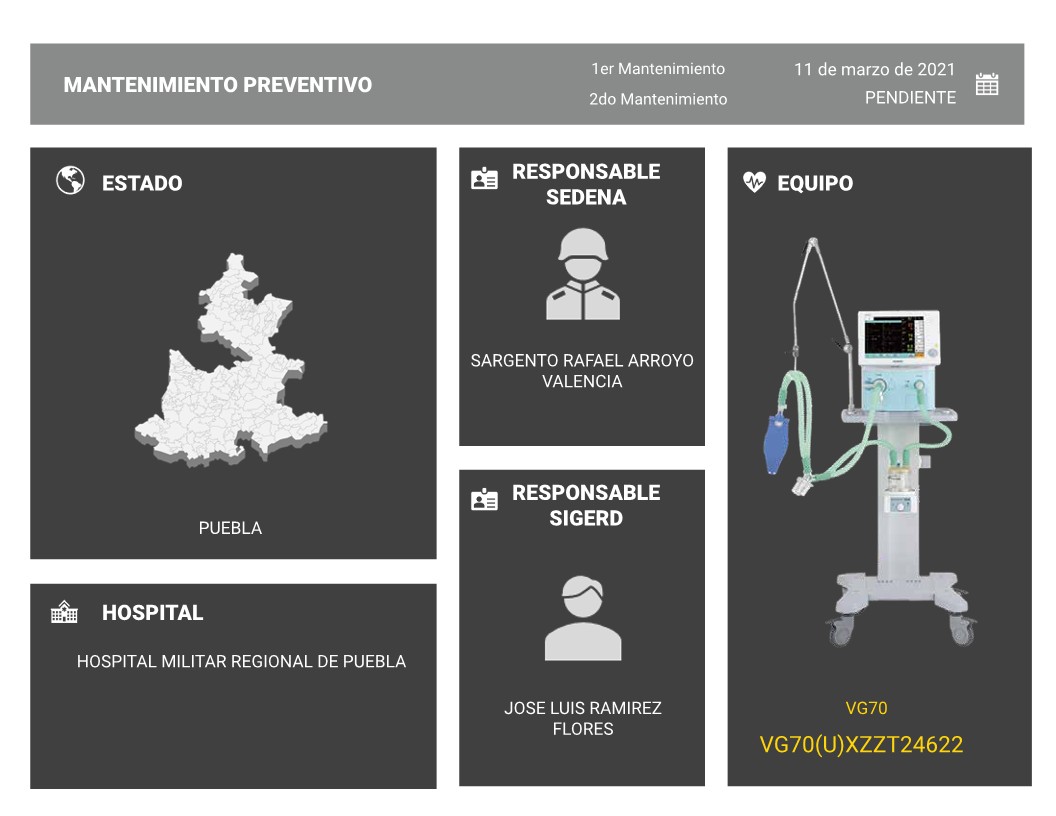 MANTENIMIENTO PREVENTIVO
1er Mantenimiento
11 de marzo de 2021
2do Mantenimiento
PENDIENTE
ESTADO
PUEBLA
HOSPITAL
HOSPITAL MILITAR REGIONAL DE PUEBLA
RESPONSABLE
SEDENA
SARGENTO RAFAEL ARROYO
VALENCIA
RESPONSABLE
SIGERD
JOSE LUIS RAMIREZ
FLORES
EQUIPO
VG70
VG70(U)XZZT24622